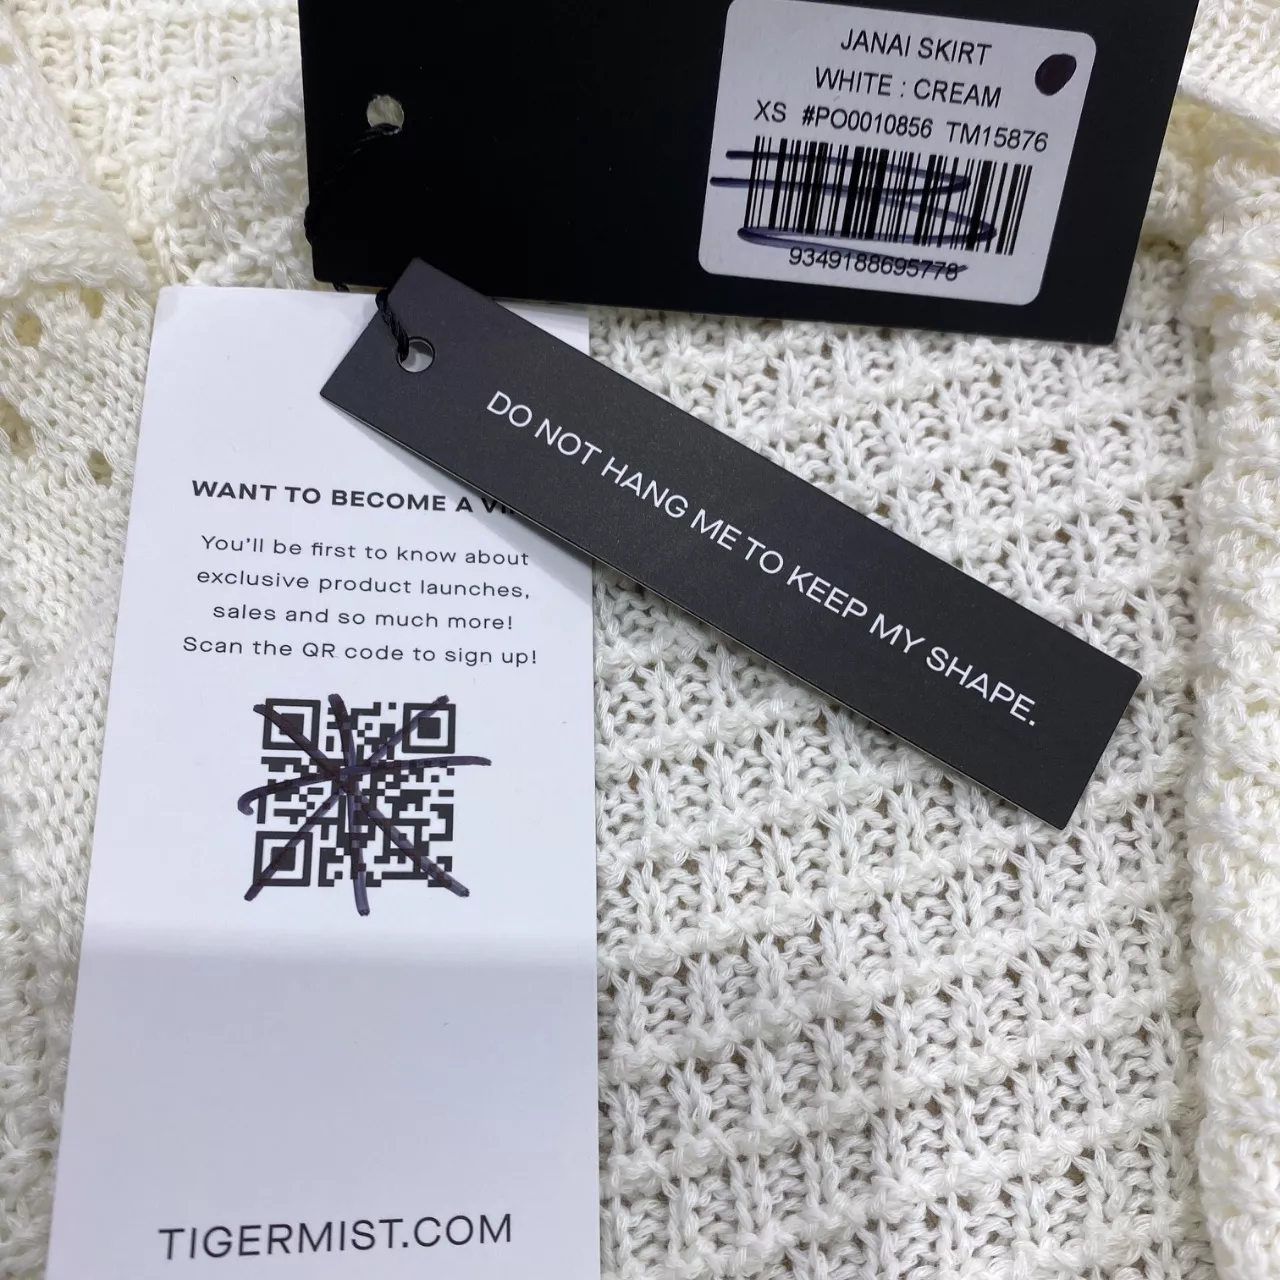 JANAI SKIRT
WHITE : CREAM
XS #PO0010856 TM15876
9349188695778
DO NOT HANG ME TO KEEP MY SHAPE.
WANT TO BECOME A
You'll be first to know about
exclusive product launches,
sales and so much more!
Scan the QR code to sign up!
TIGERMIST.COM